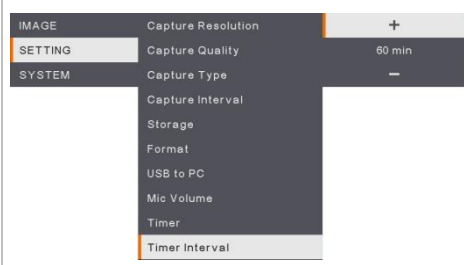 IMAGE
SETTING
SYSTEM
Capture Resolution
Capture Quality
Capture Type
Capture Interval
Storage
Format
USB to PC
Mic Volume
Timer
Timer Interval
+
60 min
−